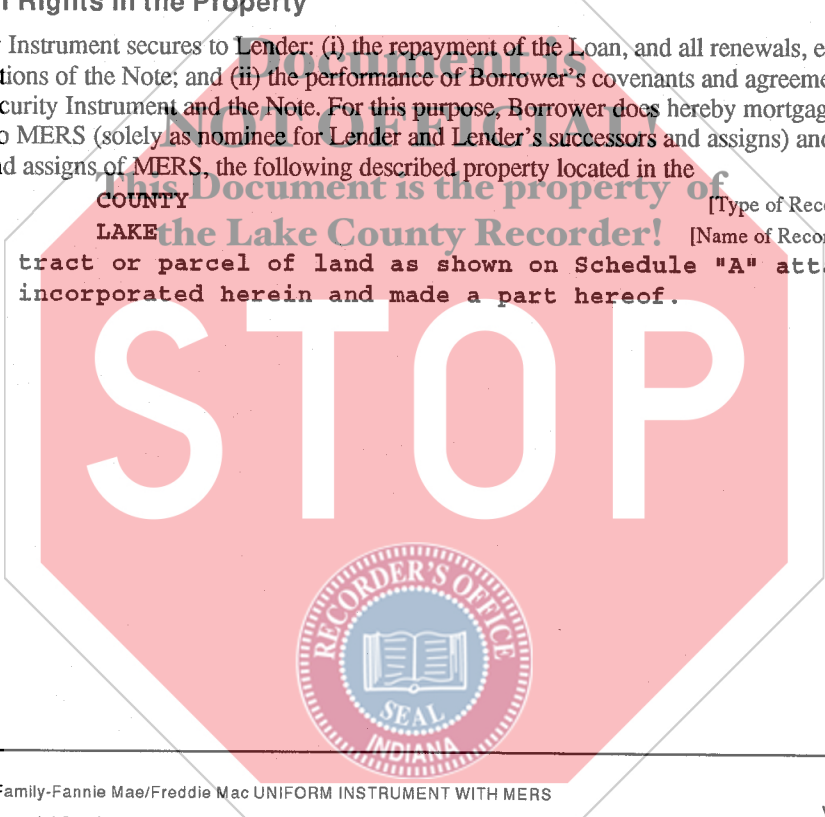 Rights in the Property
Instrument secures to Lender: (i) the repayment of the Loan, and all renewals, e
tions of the Note; and (ii) the performance of Borrower's covenants and agreeme
curity Instrument and the Note. For this purpose, Borrower does hereby mortgag
o MERS (solely as nominee for Lender and Lender's successors and assigns) and
d assigns of MERS, the following described property located in the
COUNTY [Type of Reco
LAKE [Name of Recor
tract or parcel of land as shown on Schedule "A" att
incorporated herein and made a part hereof.
Document is
NOT OFFICIAL!
This Document is the property of
the Lake County Recorder!
STOP
RECORDER'S OFFICE
SEAL
INDIANA
Family-Fannie Mae/Freddie Mac UNIFORM INSTRUMENT WITH MERS